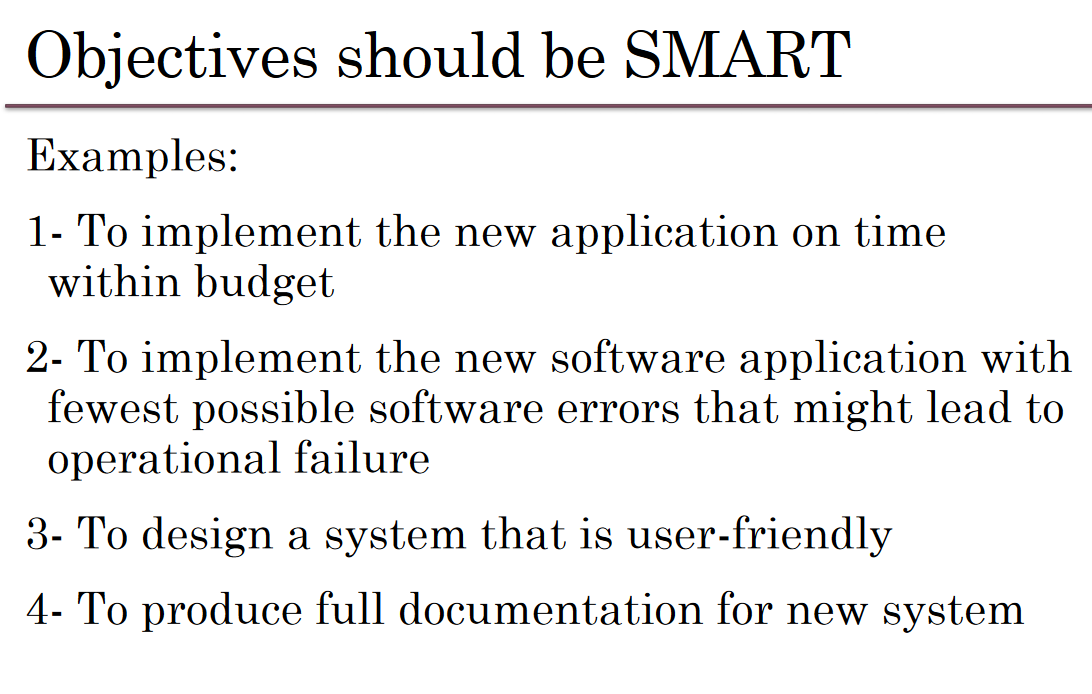 Objectives should be SMART
Examples:
1- To implement the new application on time
within budget
2- To implement the new software application with
fewest possible software errors that might lead to
operational failure
3- To design a system that is user-friendly
4- To produce full documentation for new system